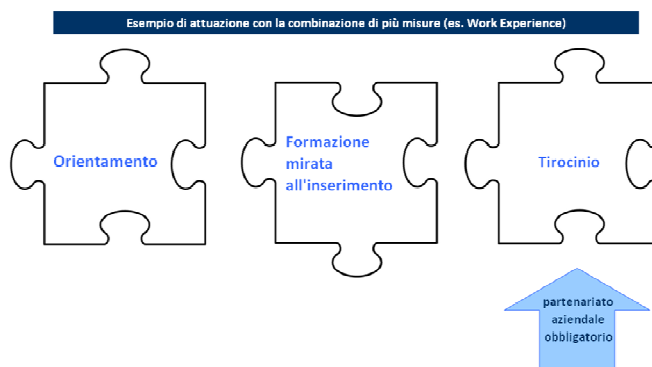 Esempio di attuazione con la combinazione di più misure (es. Work Experience)
Orientamento
Formazione
mirata
all'inserimento
Tirocinio
partenariato
aziendale
obbligatorio